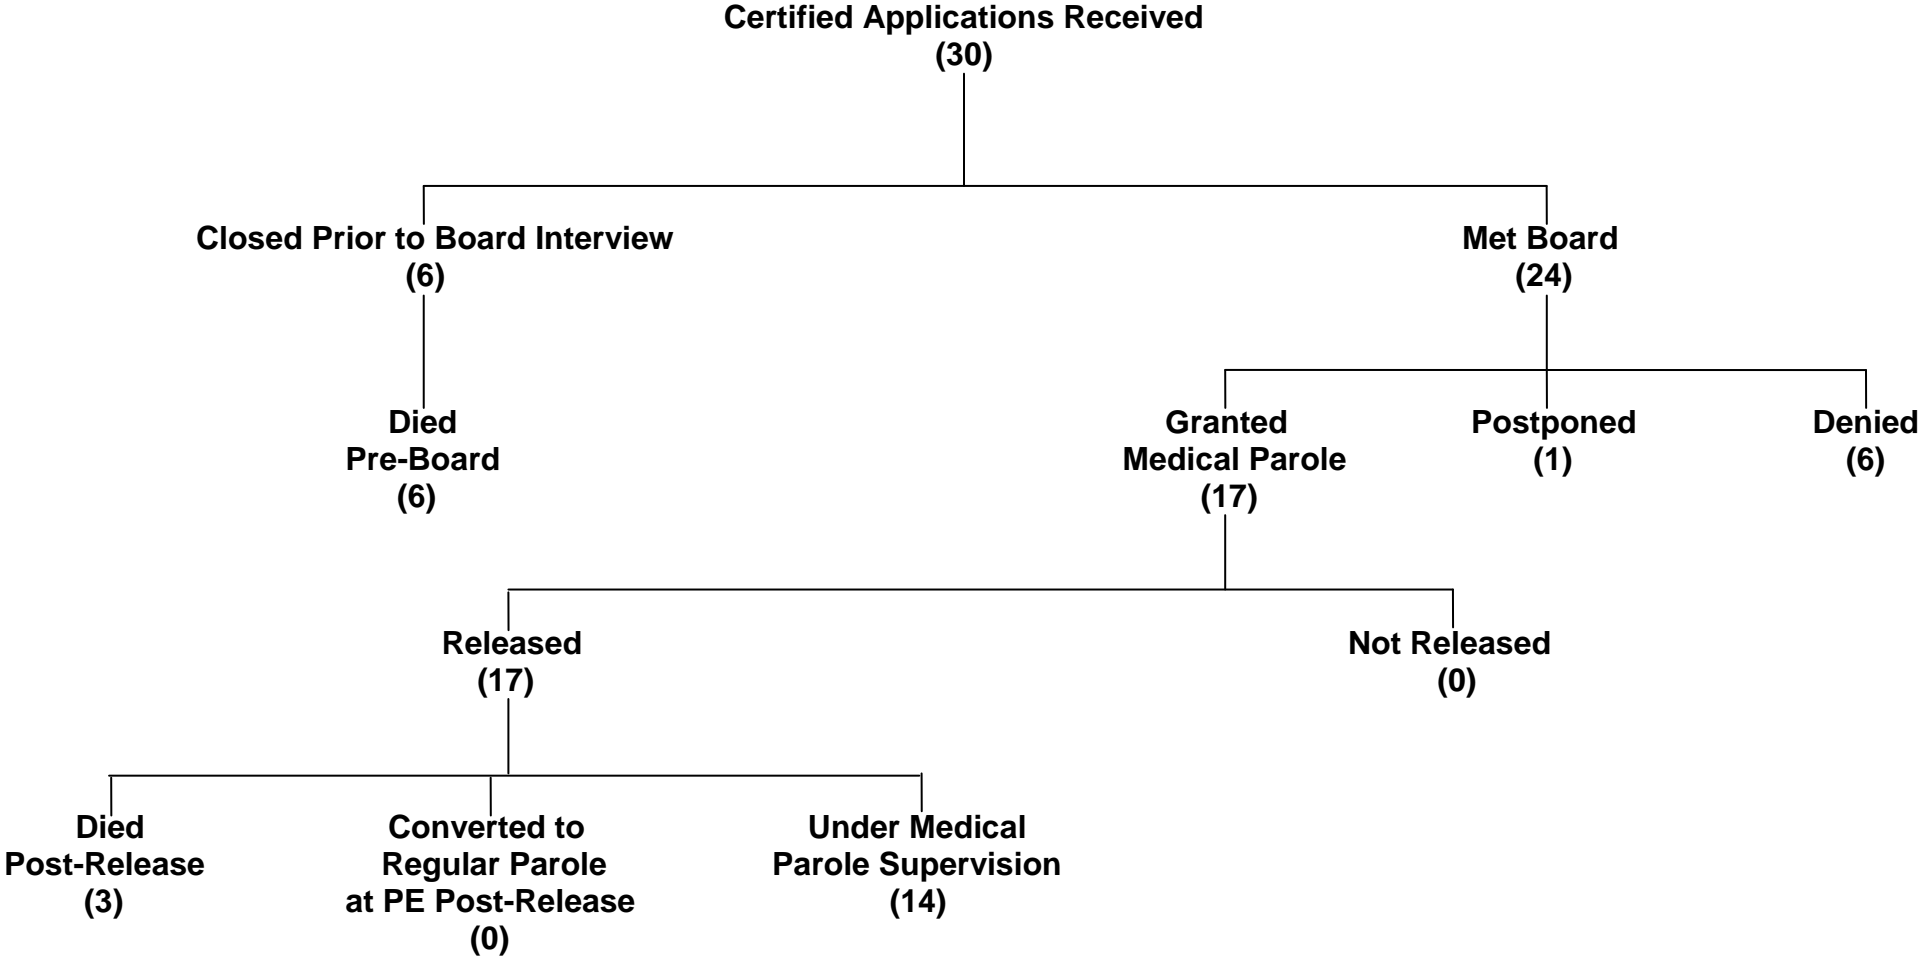 Certified Applications Received
(30)
Closed Prior to Board Interview
(6)
Met Board
(24)
Died
Pre-Board
(6)
Granted
Medical Parole
(17)
Postponed
(1)
Denied
(6)
Released
(17)
Not Released
(0)
Died
Post-Release
(3)
Converted to
Regular Parole
at PE Post-Release
(0)
Under Medical
Parole Supervision
(14)